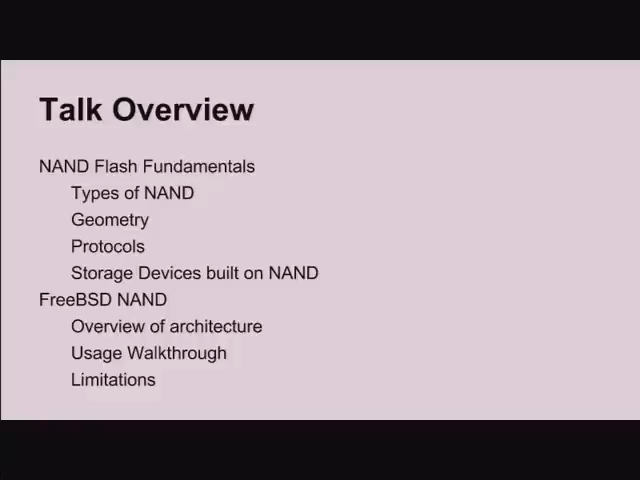 Talk Overview
NAND Flash Fundamentals
Types of NAND
Geometry
Protocols
Storage Devices built on NAND
FreeBSD NAND
Overview of architecture
Usage Walkthrough
Limitations